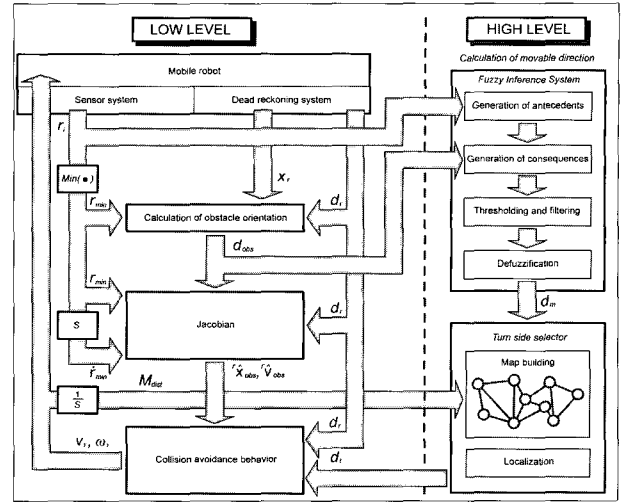 LOW LEVEL
HIGH LEVEL
Calculation of movable direction
Mobile robot
Fuzzy Inference System
Sensor system
Dead reckoning system
Generation of antecedents
r_i
Min(●)
x_r
Generation of consequences
r_min
d_r
Calculation of obstacle orientation
Thresholding and filtering
d_obs
Defuzzification
r_min
Jacobian
d_r
d_m
S
Turn side selector
ṙ_min
Map building
M_dist
^r x̂_obs, ^r v̂_obs
1/S
v_r, ω_r
d_r
Collision avoidance behavior
d_t
Localization